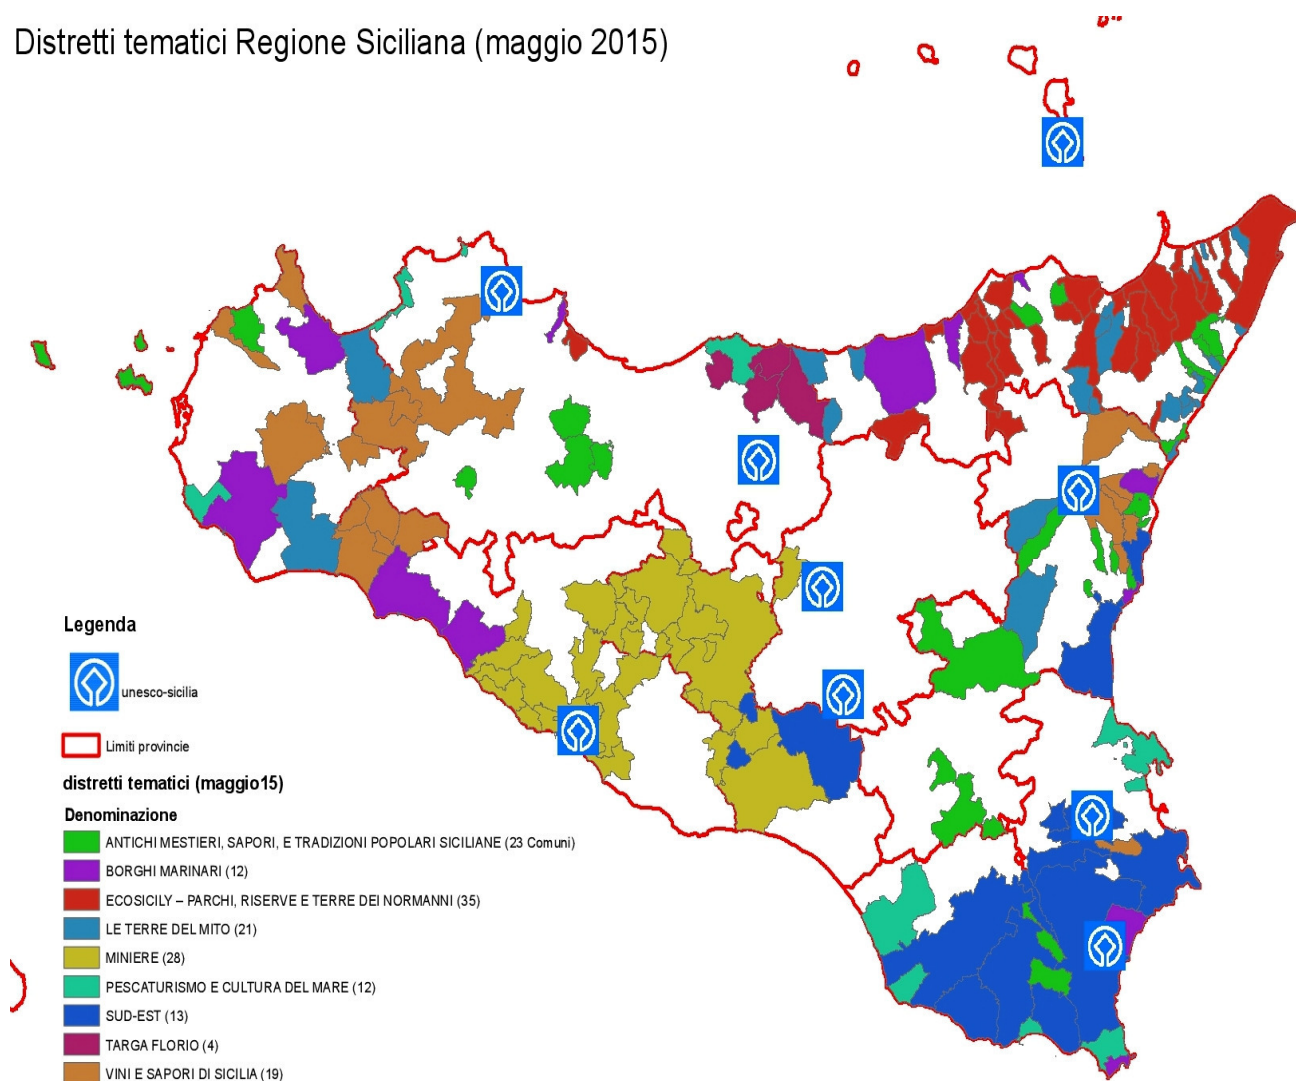 Distretti tematici Regione Siciliana (maggio 2015)
Legenda
unesco-sicilia
Limiti provincie
distretti tematici (maggio15)
Denominazione
ANTICHI MESTIERI, SAPORI, E TRADIZIONI POPOLARI SICILIANE (23 Comuni)
BORGHI MARINARI (12)
ECOSICILY – PARCHI, RISERVE E TERRE DEI NORMANNI (35)
LE TERRE DEL MITO (21)
MINIERE (28)
PESCATURISMO E CULTURA DEL MARE (12)
SUD-EST (13)
TARGA FLORIO (4)
VINI E SAPORI DI SICILIA (19)